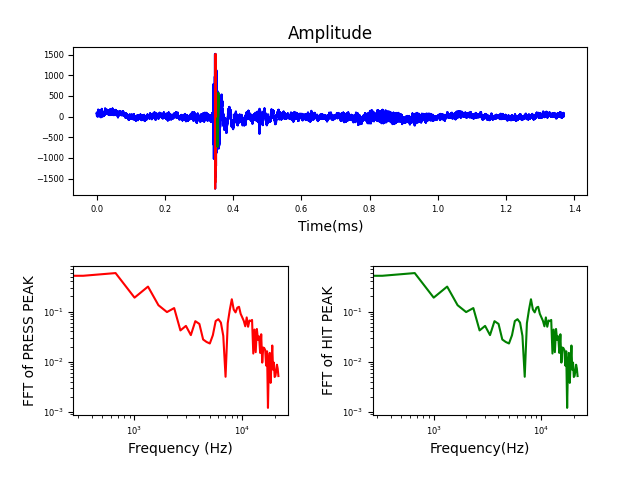 Amplitude
1500
1000
500
0
−500
−1000
−1500
0.0 0.2 0.4 0.6 0.8 1.0 1.2 1.4
Time(ms)
FFT of PRESS PEAK
10⁻¹
10⁻²
10⁻³
10³ 10⁴
Frequency (Hz)
FFT of HIT PEAK
10⁻¹
10⁻²
10⁻³
10³ 10⁴
Frequency(Hz)